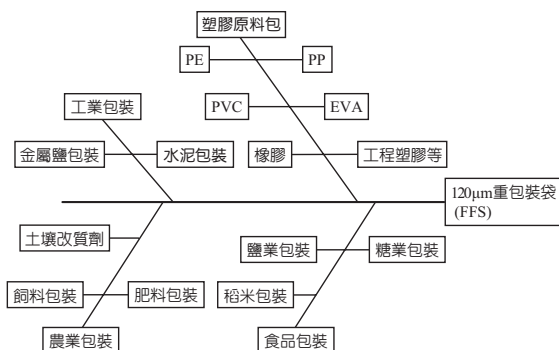 塑膠原料包
PE
PP
PVC
EVA
工業包裝
金屬鹽包裝
水泥包裝
橡膠
工程塑膠等
120μm重包裝袋
(FFS)
土壤改質劑
鹽業包裝
糖業包裝
飼料包裝
肥料包裝
稻米包裝
農業包裝
食品包裝